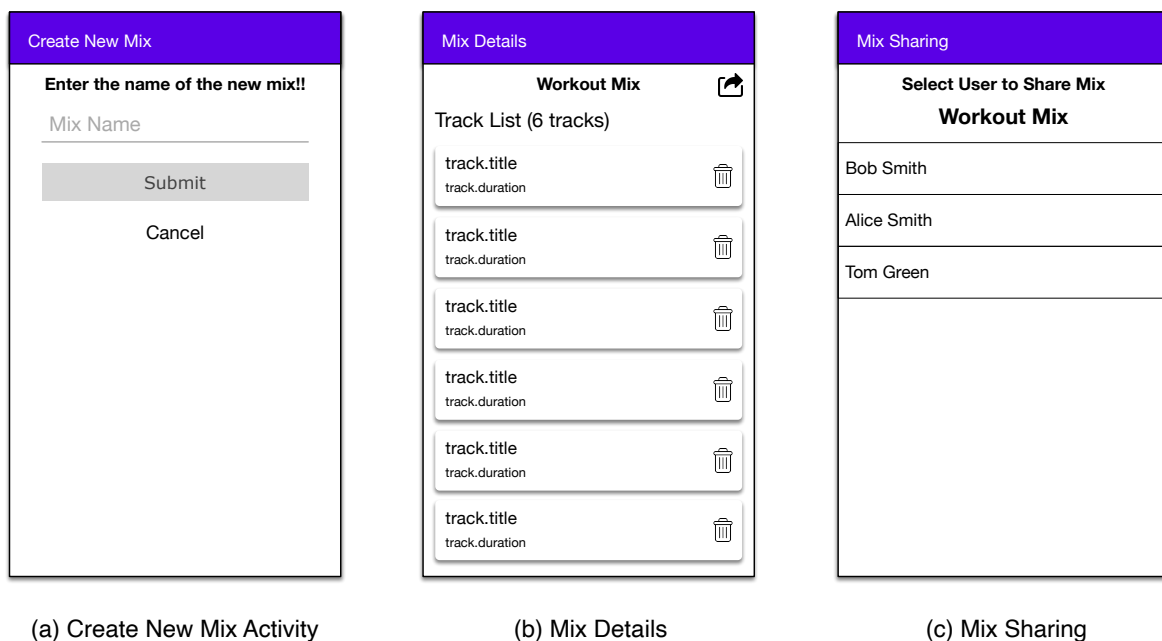 Create New Mix
Enter the name of the new mix!!
Mix Name
Submit
Cancel
(a) Create New Mix Activity
Mix Details
Workout Mix
Track List (6 tracks)
track.title
track.duration
track.title
track.duration
track.title
track.duration
track.title
track.duration
track.title
track.duration
track.title
track.duration
(b) Mix Details
Mix Sharing
Select User to Share Mix
Workout Mix
Bob Smith
Alice Smith
Tom Green
(c) Mix Sharing